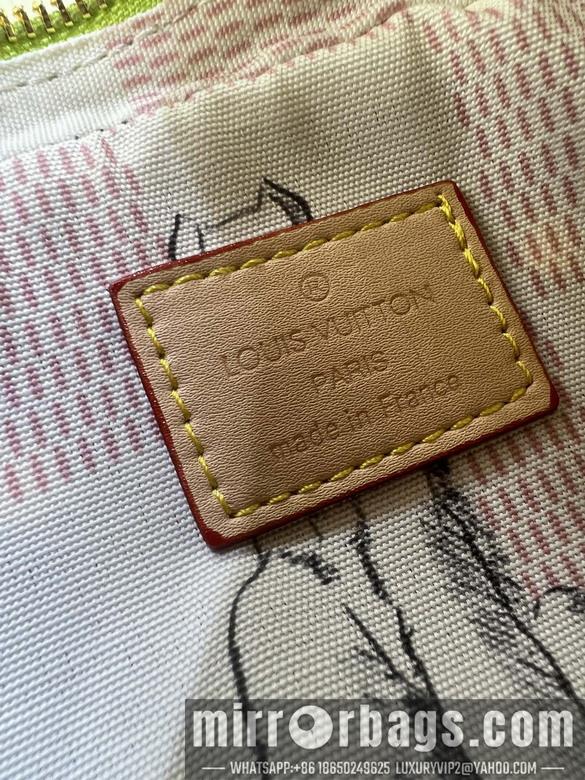 ®
LOUIS VUITTON
PARIS
made in France
mirrorbags.com
WHATSAPP:+86 18650249625 LUXURYVIP2@YAHOO.COM